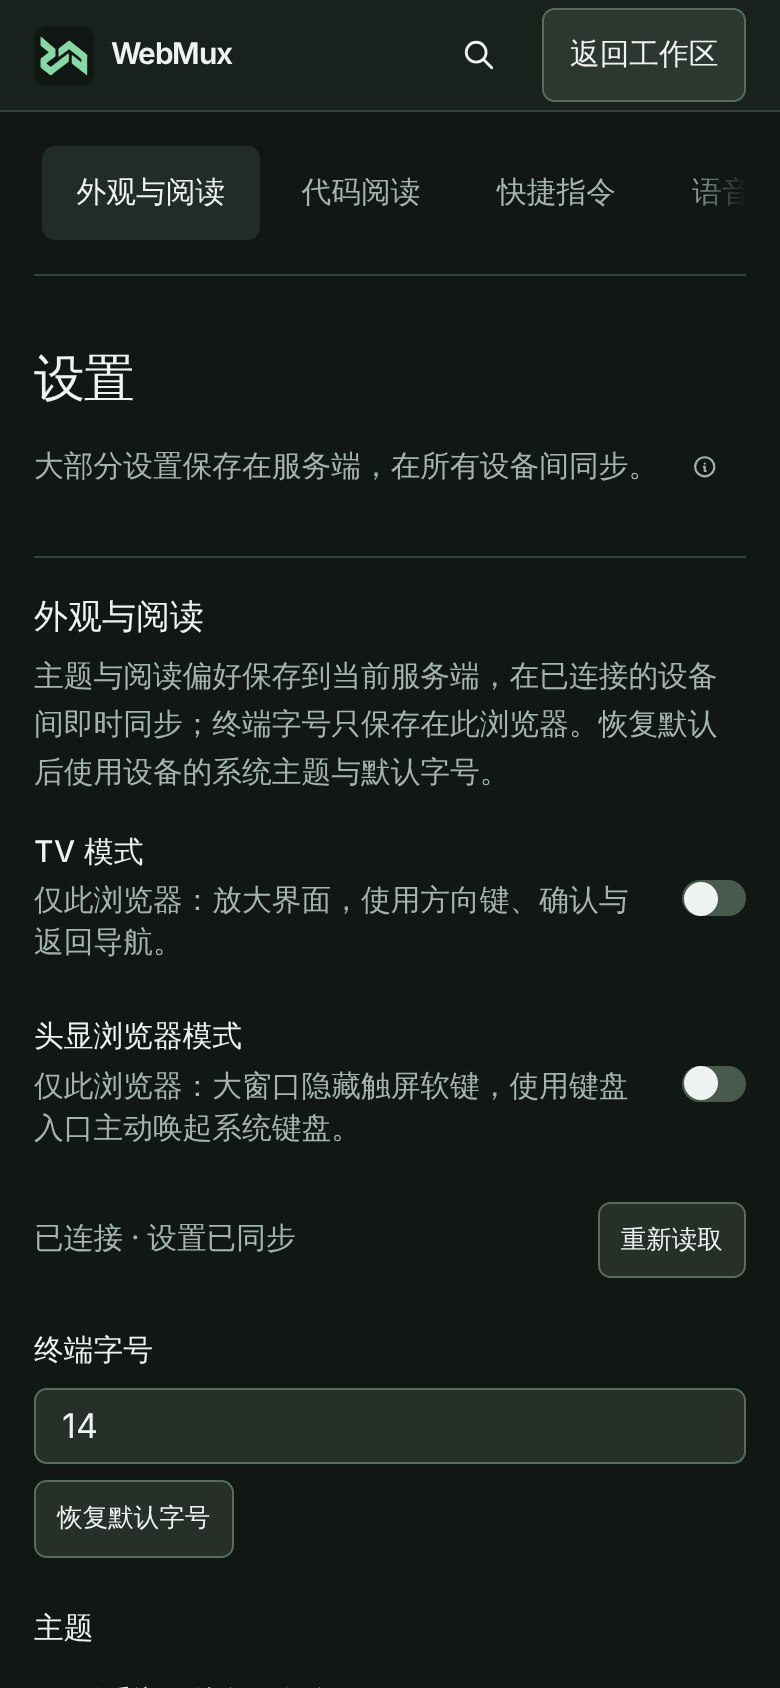 WebMux
返回工作区
外观与阅读
代码阅读
快捷指令
语音
设置
大部分设置保存在服务端，在所有设备间同步。
外观与阅读
主题与阅读偏好保存到当前服务端，在已连接的设备
间即时同步；终端字号只保存在此浏览器。恢复默认
后使用设备的系统主题与默认字号。
TV 模式
仅此浏览器：放大界面，使用方向键、确认与
返回导航。
头显浏览器模式
仅此浏览器：大窗口隐藏触屏软键，使用键盘
入口主动唤起系统键盘。
已连接 · 设置已同步
重新读取
终端字号
14
恢复默认字号
主题